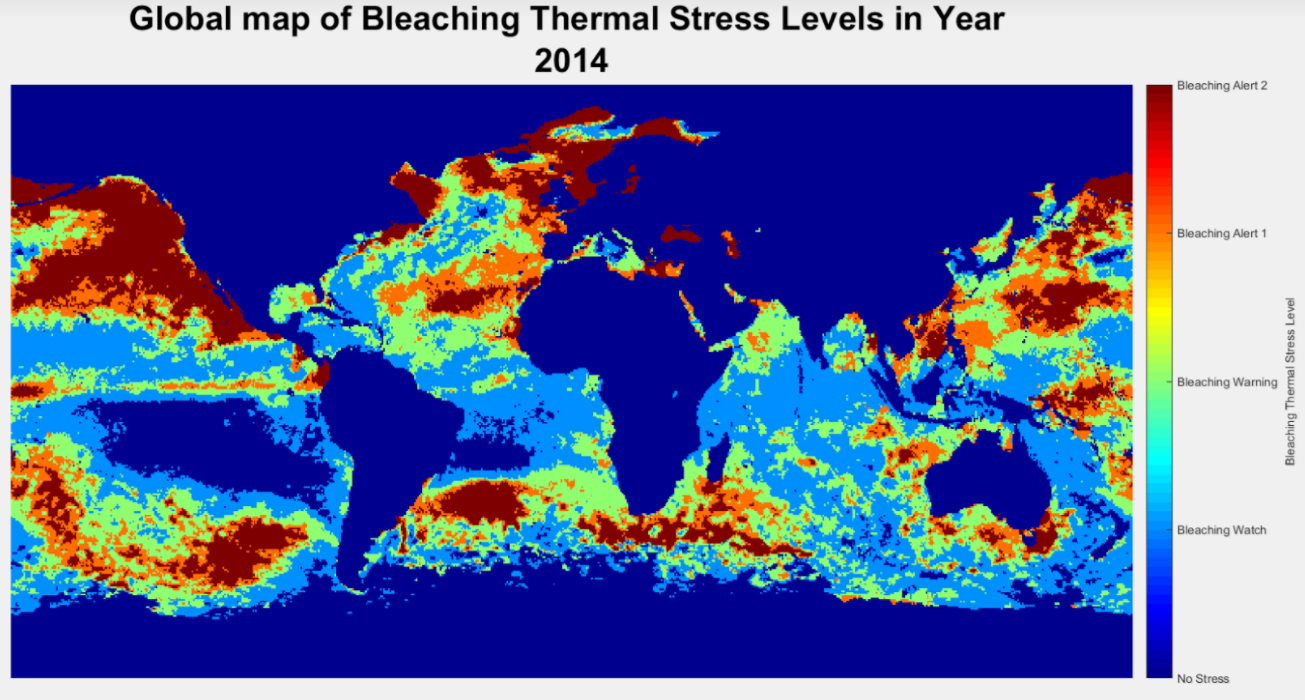 Global map of Bleaching Thermal Stress Levels in Year
2014
Bleaching Alert 2
Bleaching Alert 1
Bleaching Warning
Bleaching Watch
No Stress
Bleaching Thermal Stress Level